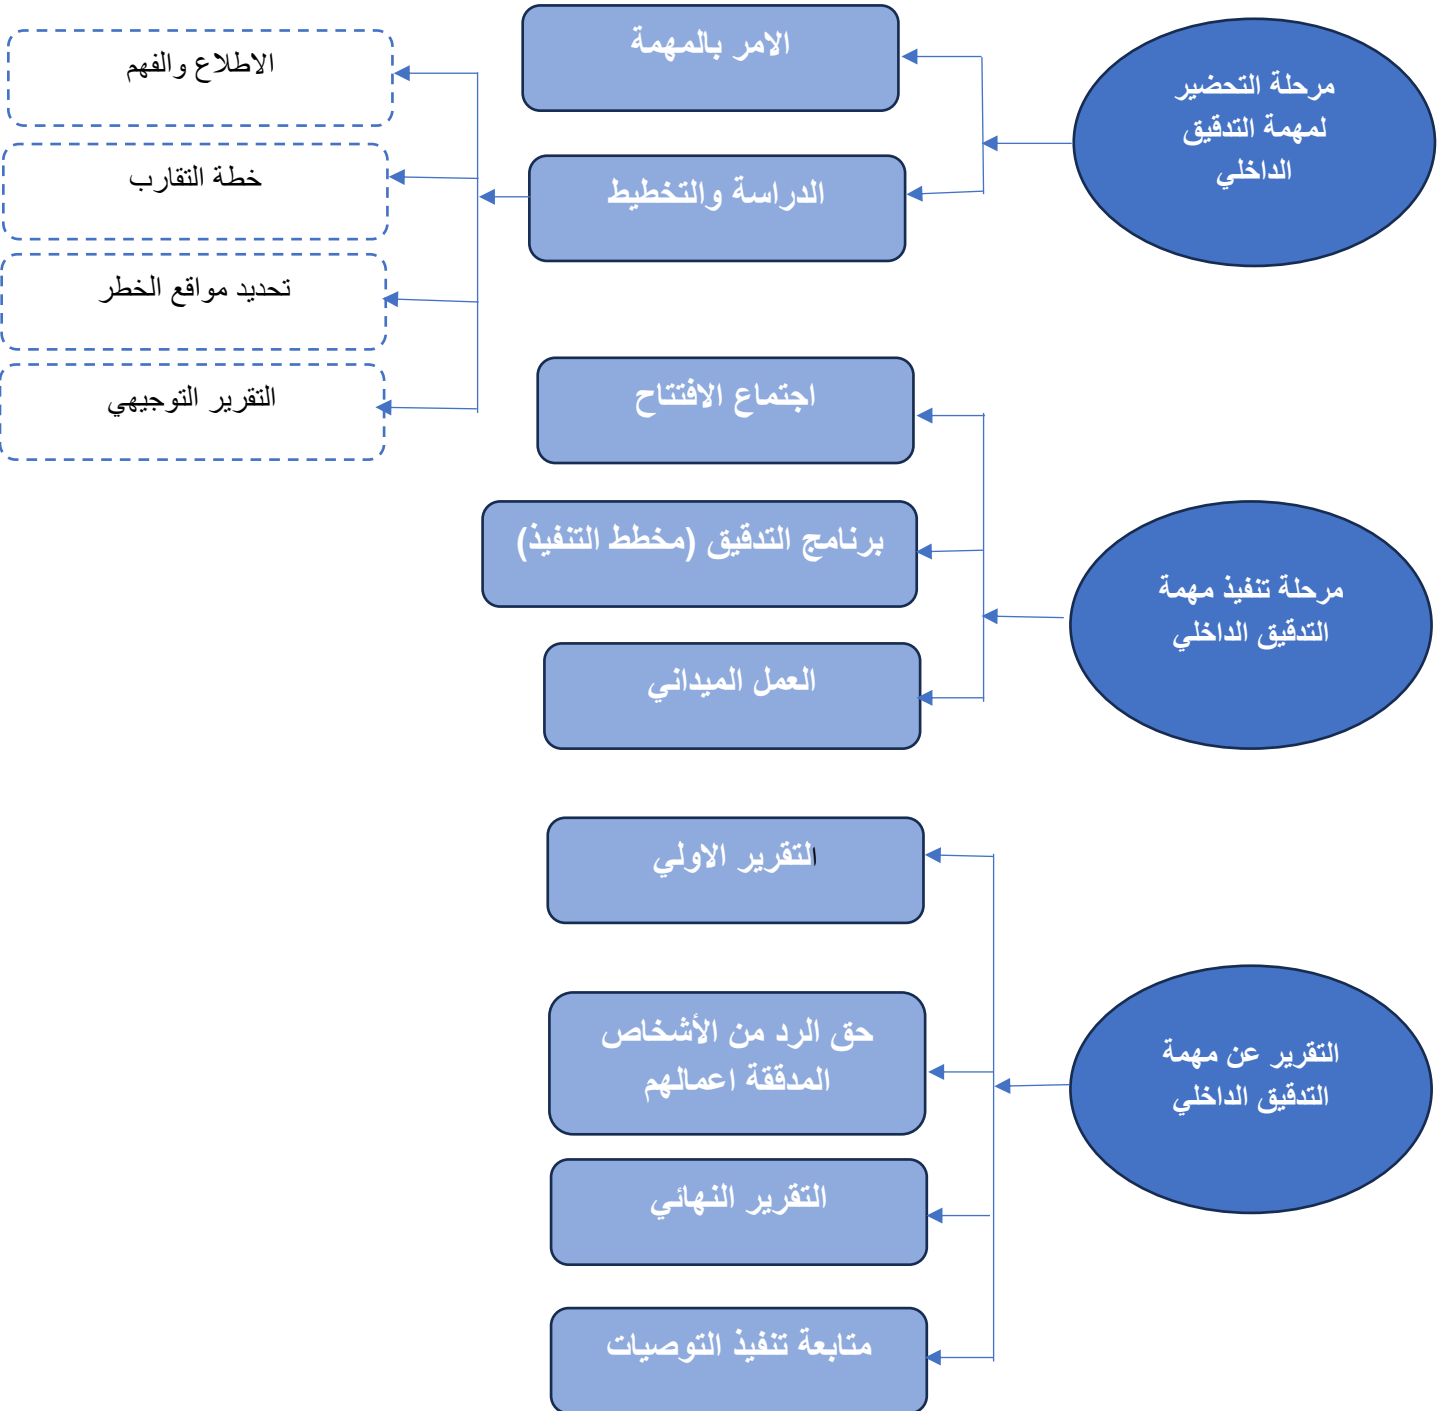 مرحلة التحضير
لمهمة التدقيق
الداخلي
الامر بالمهمة
الدراسة والتخطيط
الاطلاع والفهم
خطة التقارب
تحديد مواقع الخطر
التقرير التوجيهي
مرحلة تنفيذ مهمة
التدقيق الداخلي
اجتماع الافتتاح
برنامج التدقيق (مخطط التنفيذ)
العمل الميداني
التقرير عن مهمة
التدقيق الداخلي
التقرير الاولي
حق الرد من الأشخاص
المدققة اعمالهم
التقرير النهائي
متابعة تنفيذ التوصيات